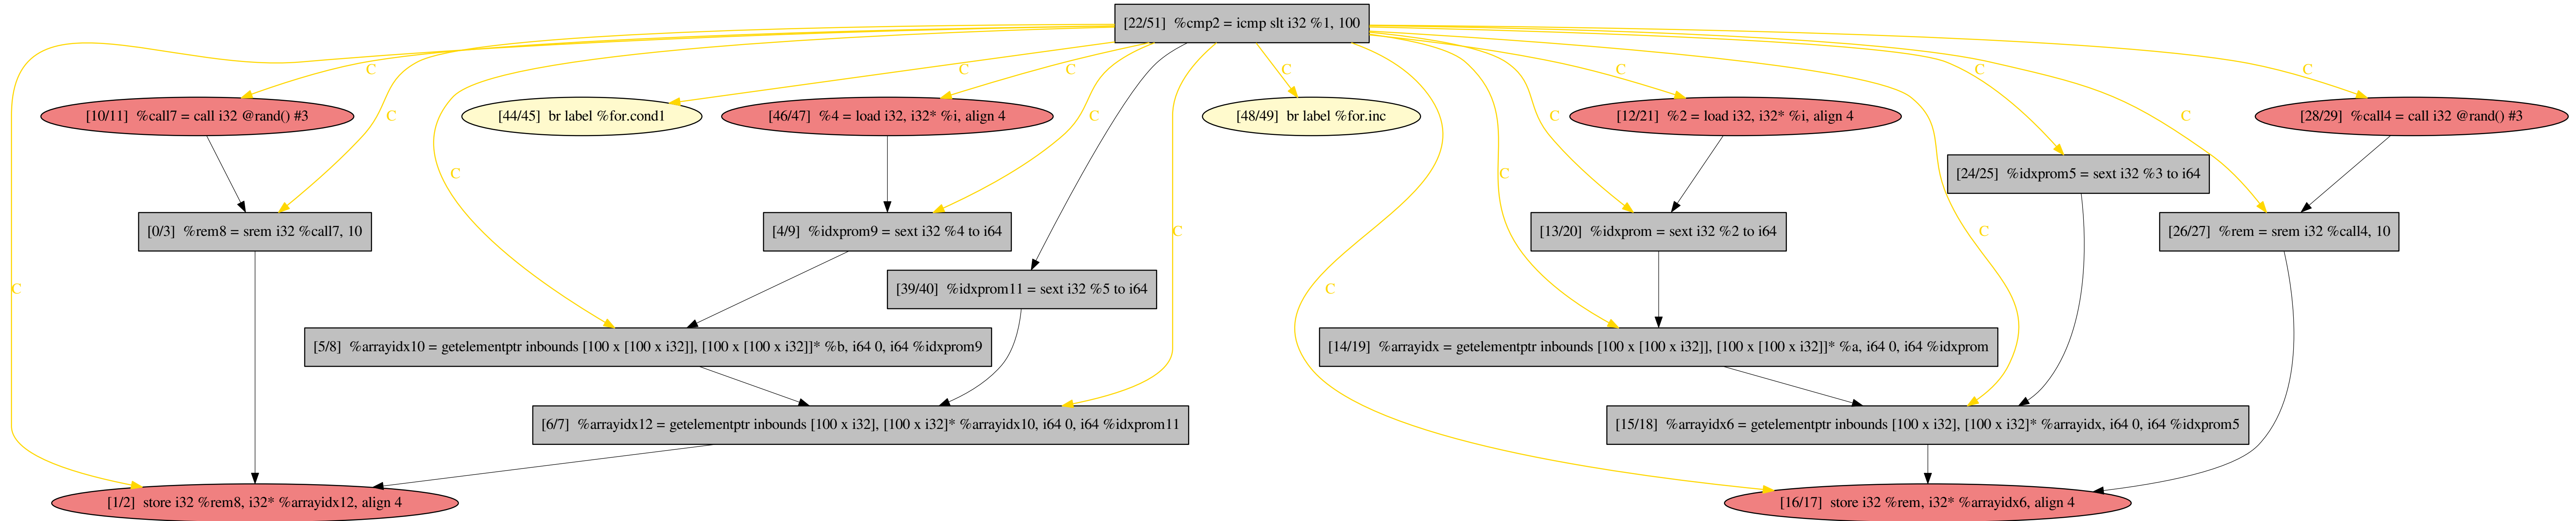 [22/51] %cmp2 = icmp slt i32 %1, 100
C
C
C
C
C
C
[10/11] %call7 = call i32 @rand() #3
C
[44/45] br label %for.cond1
[46/47] %4 = load i32, i32* %i, align 4
C
[48/49] br label %for.inc
C
[12/21] %2 = load i32, i32* %i, align 4
C
[28/29] %call4 = call i32 @rand() #3
C
C
C
[24/25] %idxprom5 = sext i32 %3 to i64
[0/3] %rem8 = srem i32 %call7, 10
[4/9] %idxprom9 = sext i32 %4 to i64
C
[13/20] %idxprom = sext i32 %2 to i64
C
[26/27] %rem = srem i32 %call4, 10
C
[39/40] %idxprom11 = sext i32 %5 to i64
C
[5/8] %arrayidx10 = getelementptr inbounds [100 x [100 x i32]], [100 x [100 x i32]]* %b, i64 0, i64 %idxprom9
[14/19] %arrayidx = getelementptr inbounds [100 x [100 x i32]], [100 x [100 x i32]]* %a, i64 0, i64 %idxprom
[6/7] %arrayidx12 = getelementptr inbounds [100 x i32], [100 x i32]* %arrayidx10, i64 0, i64 %idxprom11
[15/18] %arrayidx6 = getelementptr inbounds [100 x i32], [100 x i32]* %arrayidx, i64 0, i64 %idxprom5
[1/2] store i32 %rem8, i32* %arrayidx12, align 4
[16/17] store i32 %rem, i32* %arrayidx6, align 4